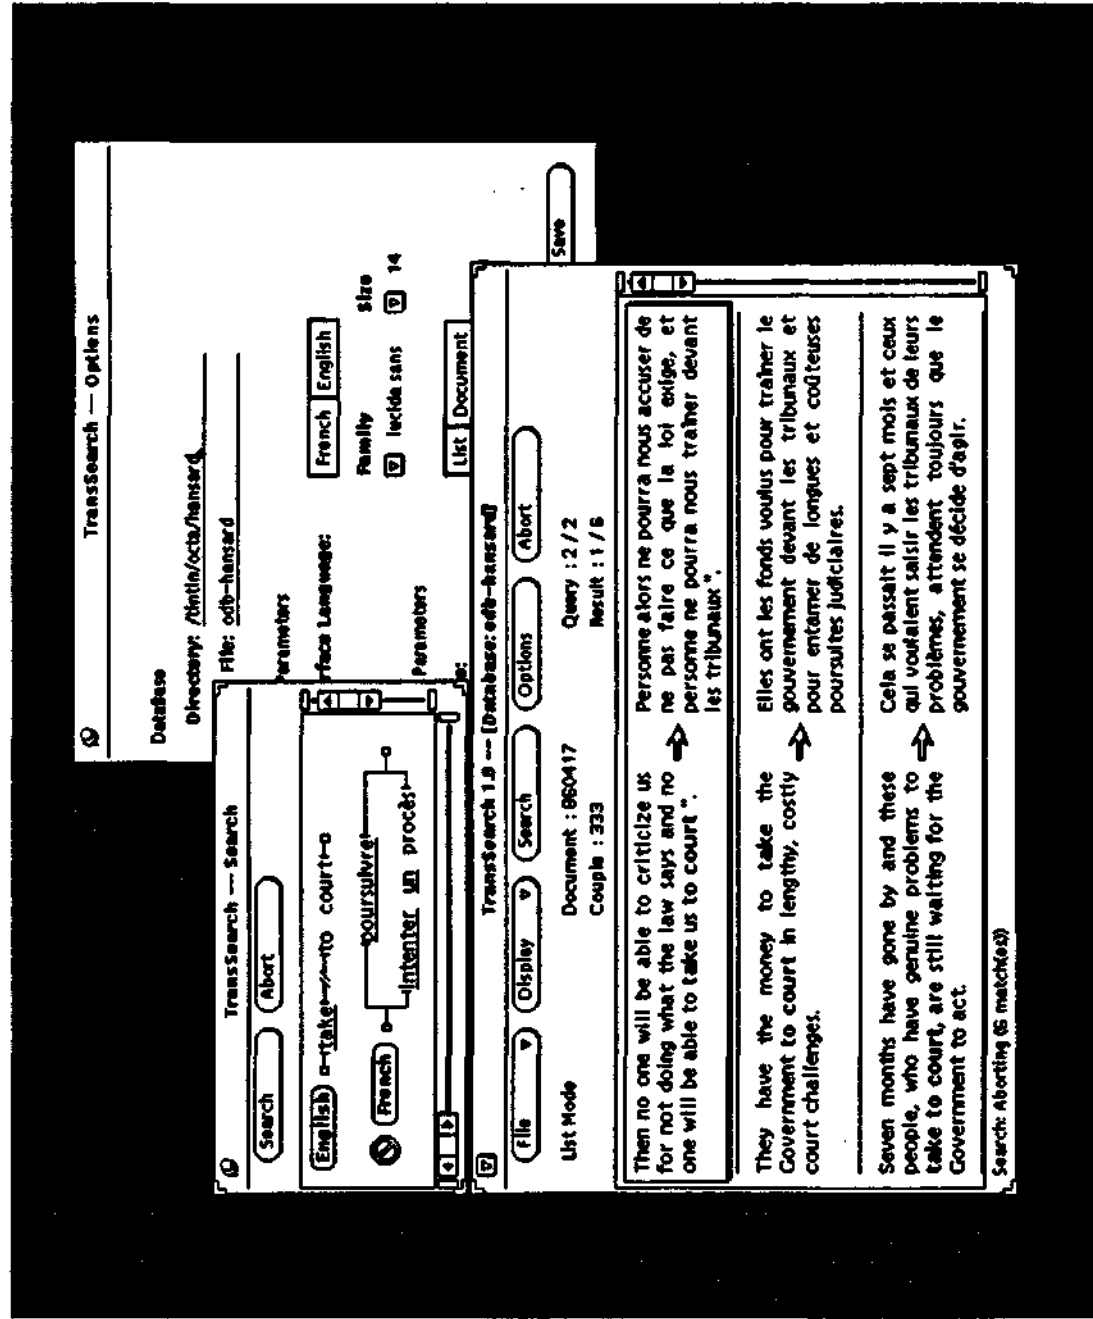 TransSearch — Options
Database
Directory: /tintin/octa/hansard
File: odb-hansard
Parameters
rface Language:
French English
Family
Size
lucida sans
14
Parameters
List Document
Save
TransSearch — Search
Search Abort
English take to court
French poursuivre
intenter un procès
TransSearch 1.0 — [Database: odb-hansard]
File Display Search Options Abort
List Mode
Document : 860417
Query : 2 / 2
Couple : 333
Result : 1 / 6
Then no one will be able to criticize us
for not doing what the law says and no
one will be able to take us to court ".
Personne alors ne pourra nous accuser de
ne pas faire ce que la loi exige, et
personne ne pourra nous traîner devant
les tribunaux ".
They have the money to take the
Government to court in lengthy, costly
court challenges.
Elles ont les fonds voulus pour traîner le
gouvernement devant les tribunaux et
pour entamer de longues et coûteuses
poursuites judiciaires.
Seven months have gone by and these
people, who have genuine problems to
take to court, are still waiting for the
Government to act.
Cela se passait il y a sept mois et ceux
qui voulaient saisir les tribunaux de leurs
problèmes, attendent toujours que le
gouvernement se décide d'agir.
Search: Aborting (6 match(es))